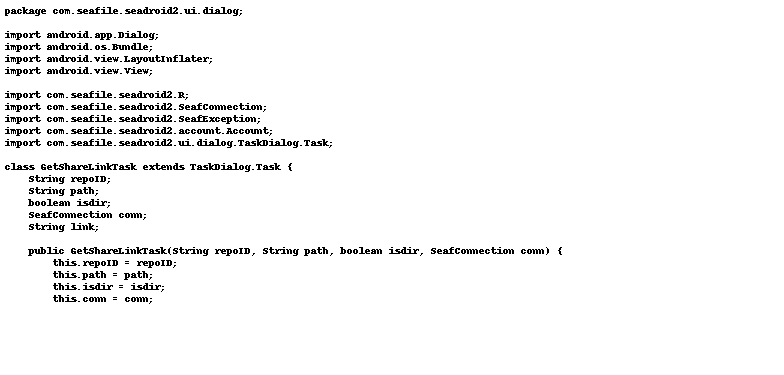 package com.seafile.seadroid2.ui.dialog;

import android.app.Dialog;
import android.os.Bundle;
import android.view.LayoutInflater;
import android.view.View;

import com.seafile.seadroid2.R;
import com.seafile.seadroid2.SeafConnection;
import com.seafile.seadroid2.SeafException;
import com.seafile.seadroid2.account.Account;
import com.seafile.seadroid2.ui.dialog.TaskDialog.Task;

class GetShareLinkTask extends TaskDialog.Task {
    String repoID;
    String path;
    boolean isdir;
    SeafConnection conn;
    String link;

    public GetShareLinkTask(String repoID, String path, boolean isdir, SeafConnection conn) {
        this.repoID = repoID;
        this.path = path;
        this.isdir = isdir;
        this.conn = conn;